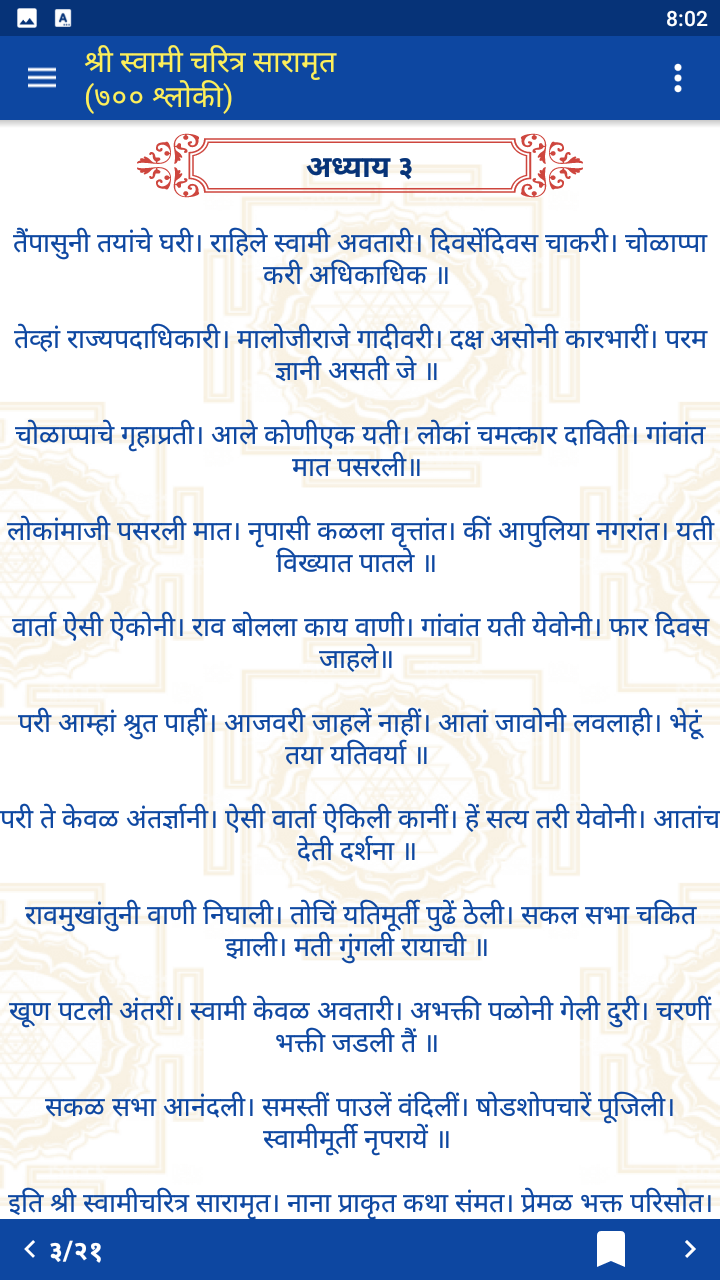 8:02
श्री स्वामी चरित्र सारामृत
(७०० श्लोकी)
अध्याय ३
तैंपासुनी तयांचे घरी। राहिले स्वामी अवतारी। दिवसेंदिवस चाकरी। चोळाप्पा
करी अधिकाधिक ॥
तेव्हां राज्यपदाधिकारी। मालोजीराजे गादीवरी। दक्ष असोनी कारभारीं। परम
ज्ञानी असती जे ॥
चोळाप्पाचे गृहाप्रती। आले कोणीएक यती। लोकां चमत्कार दाविती। गांवांत
मात पसरली॥
लोकांमाजी पसरली मात। नृपासी कळला वृत्तांत। कीं आपुलिया नगरांत। यती
विख्यात पातले ॥
वार्ता ऐसी ऐकोनी। राव बोलला काय वाणी। गांवांत यती येवोनी। फार दिवस
जाहले॥
परी आम्हां श्रुत पाहीं। आजवरी जाहलें नाहीं। आतां जावोनी लवलाही। भेटूं
तया यतिवर्या ॥
परी ते केवळ अंतर्ज्ञानी। ऐसी वार्ता ऐकिली कानीं। हें सत्य तरी येवोनी। आतांच
देती दर्शना ॥
रावमुखांतुनी वाणी निघाली। तोचिं यतिमूर्ती पुढें ठेली। सकल सभा चकित
झाली। मती गुंगली रायाची ॥
खूण पटली अंतरीं। स्वामी केवळ अवतारी। अभक्ती पळोनी गेली दुरी। चरणीं
भक्ती जडली तैं ॥
सकळ सभा आनंदली। समस्तीं पाउलें वंदिलीं। षोडशोपचारें पूजिली।
स्वामीमूर्ती नृपरायें ॥
इति श्री स्वामीचरित्र सारामृत। नाना प्राकृत कथा संमत। प्रेमळ भक्त परिसोत।
३/२१